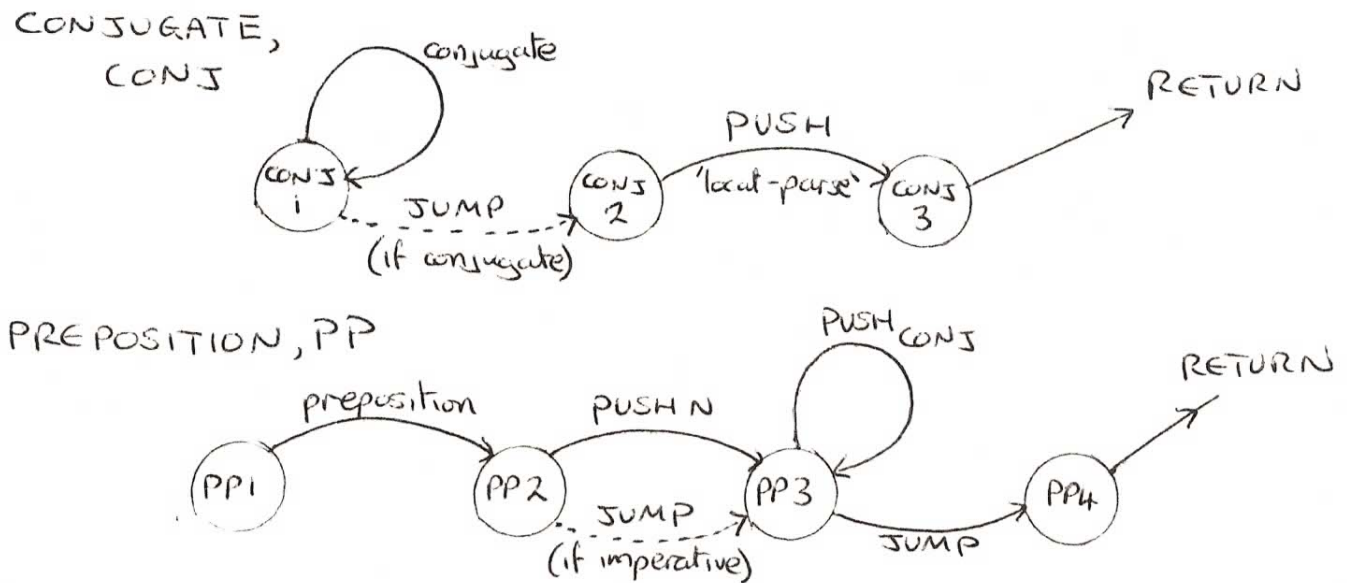 CONJUGATE,
CONJ
conjugate
RETURN
PUSH
CONJ
1
JUMP
(if conjugate)
CONJ
2
'local-parse'
CONJ
3
PREPOSITION, PP
PUSH CONJ
RETURN
preposition
PUSH N
PP1
PP2
JUMP
(if imperative)
PP3
JUMP
PP4